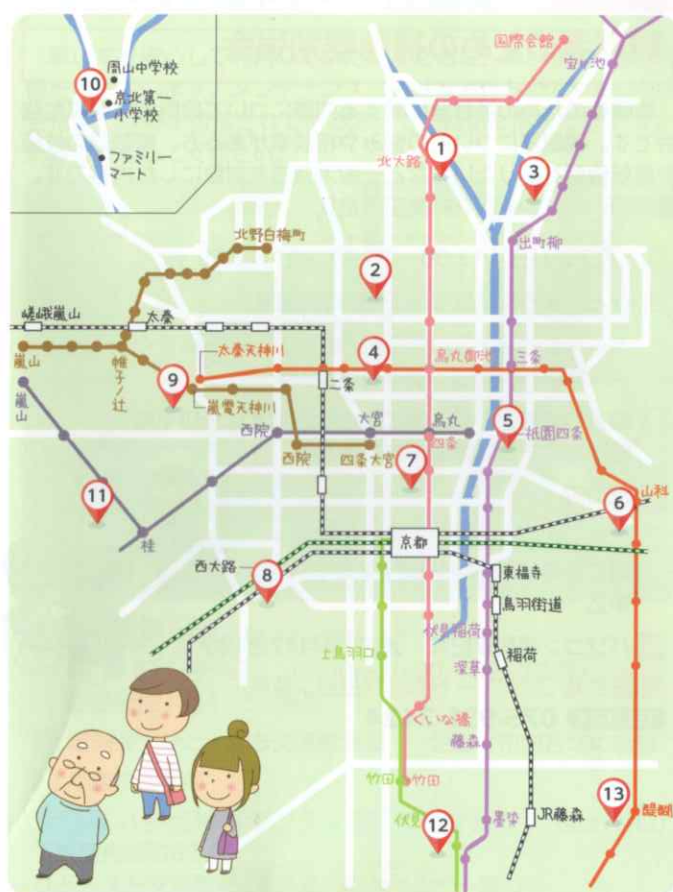 国際会館
宝ヶ池
10
周山中学校
京北第一
小学校
ファミリー
マート
1
北大路
3
出町柳
北野白梅町
2
嵯峨嵐山
太秦
嵐山
帷子ノ辻
太秦天神川
4
烏丸御池
三条
9
嵐電天神川
二条
嵐山
西院
大宮
烏丸
5
祇園四条
西院
四条大宮
四条
7
11
桂
6
山科
京都
西大路
8
東福寺
鳥羽街道
伏見稲荷
稲荷
上鳥羽口
深草
くいな橋
藤森
竹田
竹田
伏見
12
墨染
JR藤森
13
醍醐